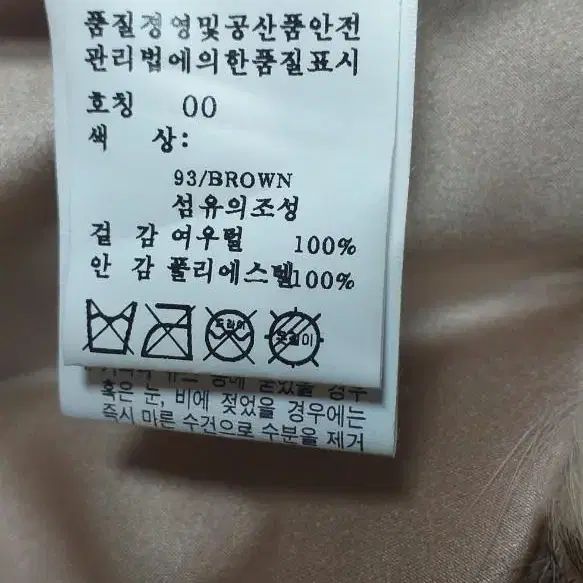 품질경영및공산품안전
관리법에의한품질표시
호칭 00
색 상:
93/BROWN
섬유의조성
겉 감 여우털 100%
안 감 폴리에스텔100%
드라이
혹은 눈, 비에 젖었을 경우에는
즉시 마른 수건으로 수분을 제거